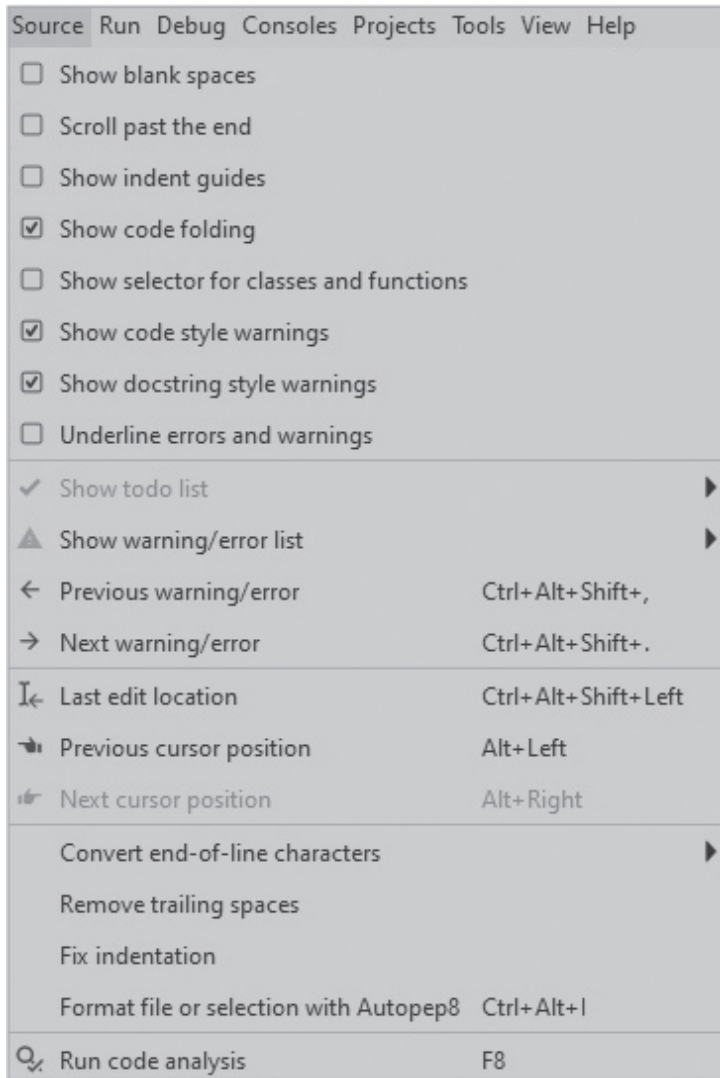 Source Run Debug Consoles Projects Tools View Help
Show blank spaces
Scroll past the end
Show indent guides
Show code folding
Show selector for classes and functions
Show code style warnings
Show docstring style warnings
Underline errors and warnings
Show todo list
Show warning/error list
Previous warning/error Ctrl+Alt+Shift+,
Next warning/error Ctrl+Alt+Shift+.
Last edit location Ctrl+Alt+Shift+Left
Previous cursor position Alt+Left
Next cursor position Alt+Right
Convert end-of-line characters
Remove trailing spaces
Fix indentation
Format file or selection with Autopep8 Ctrl+Alt+I
Run code analysis F8